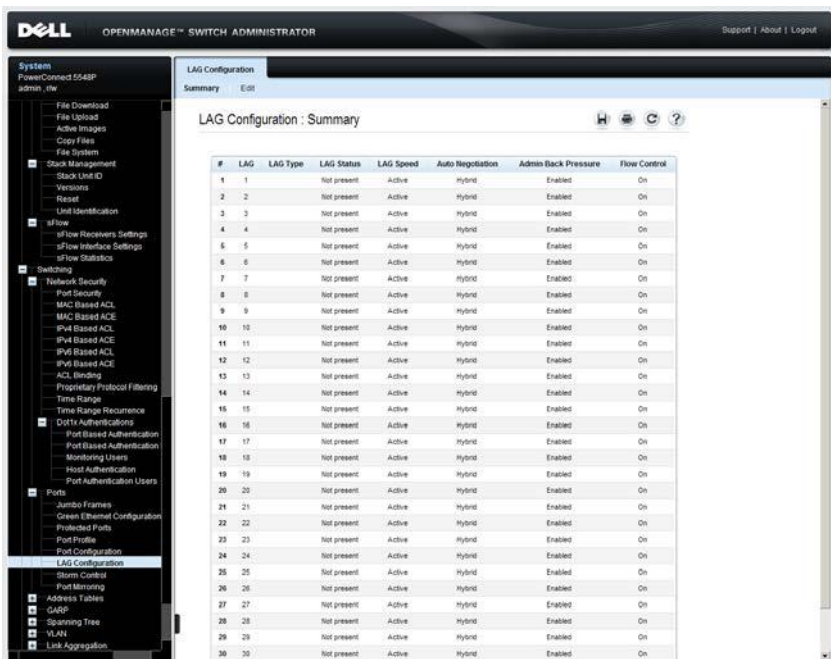 DELL
OPENMANAGE™ SWITCH ADMINISTRATOR
Support | About | Logout
System
PowerConnect 5548P
admin , r/w
File Download
File Upload
Active Images
Copy Files
File System
Stack Management
Stack Unit ID
Versions
Reset
Unit Identification
sFlow
sFlow Receivers Settings
sFlow Interface Settings
sFlow Statistics
Switching
Network Security
Port Security
MAC Based ACL
MAC Based ACE
IPv4 Based ACL
IPv4 Based ACE
IPv6 Based ACL
IPv6 Based ACE
ACL Binding
Proprietary Protocol Filtering
Time Range
Time Range Recurrence
Dot1x Authentications
Port Based Authentication
Port Based Authentication
Monitoring Users
Host Authentication
Port Authentication Users
Ports
Jumbo Frames
Green Ethernet Configuration
Protected Ports
Port Profile
Port Configuration
LAG Configuration
Storm Control
Port Mirroring
Address Tables
GARP
Spanning Tree
VLAN
Link Aggregation
LAG Configuration
Summary Edit
LAG Configuration : Summary
# LAG LAG Type LAG Status LAG Speed Auto Negotiation Admin Back Pressure Flow Control
1 1 Not present Active Hybrid Enabled On
2 2 Not present Active Hybrid Enabled On
3 3 Not present Active Hybrid Enabled On
4 4 Not present Active Hybrid Enabled On
5 5 Not present Active Hybrid Enabled On
6 6 Not present Active Hybrid Enabled On
7 7 Not present Active Hybrid Enabled On
8 8 Not present Active Hybrid Enabled On
9 9 Not present Active Hybrid Enabled On
10 10 Not present Active Hybrid Enabled On
11 11 Not present Active Hybrid Enabled On
12 12 Not present Active Hybrid Enabled On
13 13 Not present Active Hybrid Enabled On
14 14 Not present Active Hybrid Enabled On
15 15 Not present Active Hybrid Enabled On
16 16 Not present Active Hybrid Enabled On
17 17 Not present Active Hybrid Enabled On
18 18 Not present Active Hybrid Enabled On
19 19 Not present Active Hybrid Enabled On
20 20 Not present Active Hybrid Enabled On
21 21 Not present Active Hybrid Enabled On
22 22 Not present Active Hybrid Enabled On
23 23 Not present Active Hybrid Enabled On
24 24 Not present Active Hybrid Enabled On
25 25 Not present Active Hybrid Enabled On
26 26 Not present Active Hybrid Enabled On
27 27 Not present Active Hybrid Enabled On
28 28 Not present Active Hybrid Enabled On
29 29 Not present Active Hybrid Enabled On
30 30 Not present Active Hybrid Enabled On